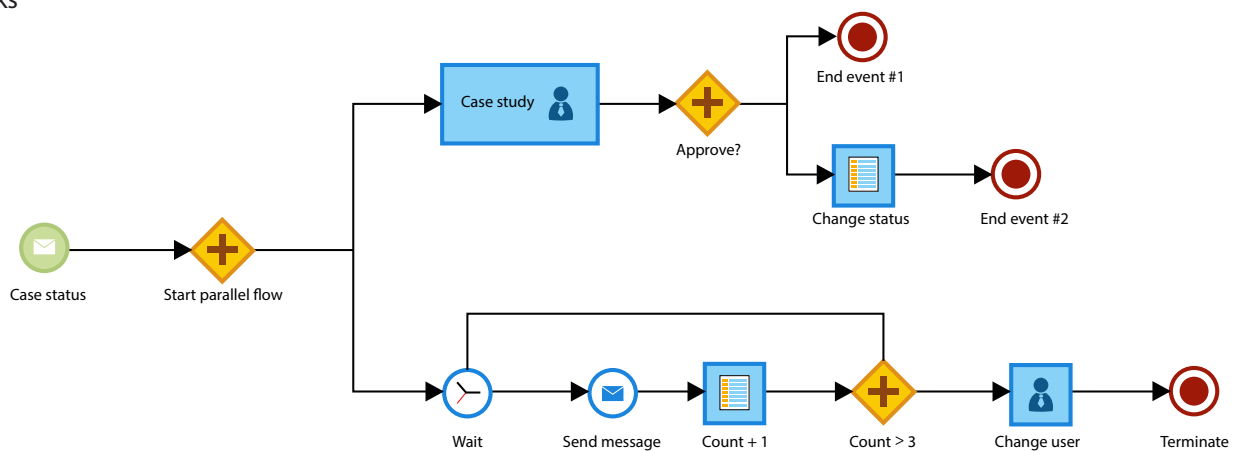 Case study
End event #1
Approve?
Change status
End event #2
Case status
Start parallel flow
Wait
Send message
Count + 1
Count > 3
Change user
Terminate